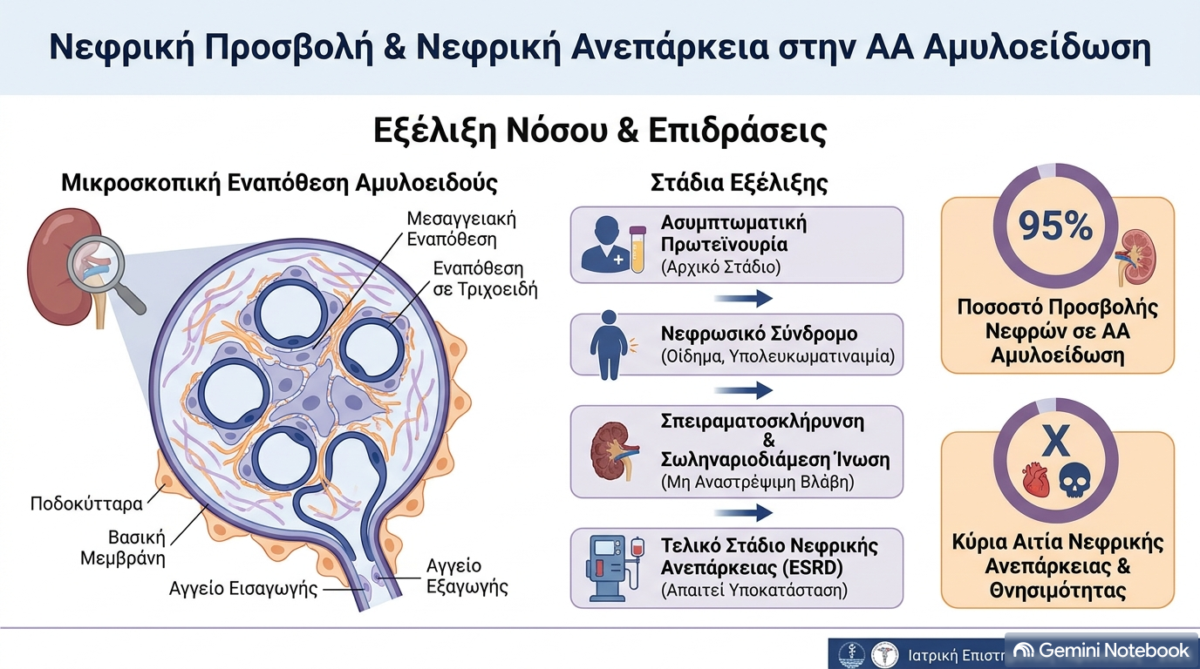 Νεφρική Προσβολή & Νεφρική Ανεπάρκεια στην ΑΑ Αμυλοείδωση
Εξέλιξη Νόσου & Επιδράσεις
Μικροσκοπική Εναπόθεση Αμυλοειδούς
Μεσαγγειακή
Εναπόθεση
Εναπόθεση
σε Τριχοειδή
Ποδοκύτταρα
Βασική
Μεμβράνη
Αγγείο Εισαγωγής
Αγγείο
Εξαγωγής
Στάδια Εξέλιξης
Ασυμπτωματική
Πρωτεϊνουρία
(Αρχικό Στάδιο)
Νεφρωσικό Σύνδρομο
(Οίδημα, Υπολευκωματιναιμία)
Σπειραματοσκλήρυνση
&
Σωληναριοδιάμεση Ίνωση
(Μη Αναστρέψιμη Βλάβη)
Τελικό Στάδιο Νεφρικής
Ανεπάρκειας (ESRD)
(Απαιτεί Υποκατάσταση)
95%
Ποσοστό Προσβολής
Νεφρών σε ΑΑ
Αμυλοείδωση
X
Κύρια Αιτία Νεφρικής
Ανεπάρκειας &
Θνησιμότητας
Ιατρική
Gemini Notebook